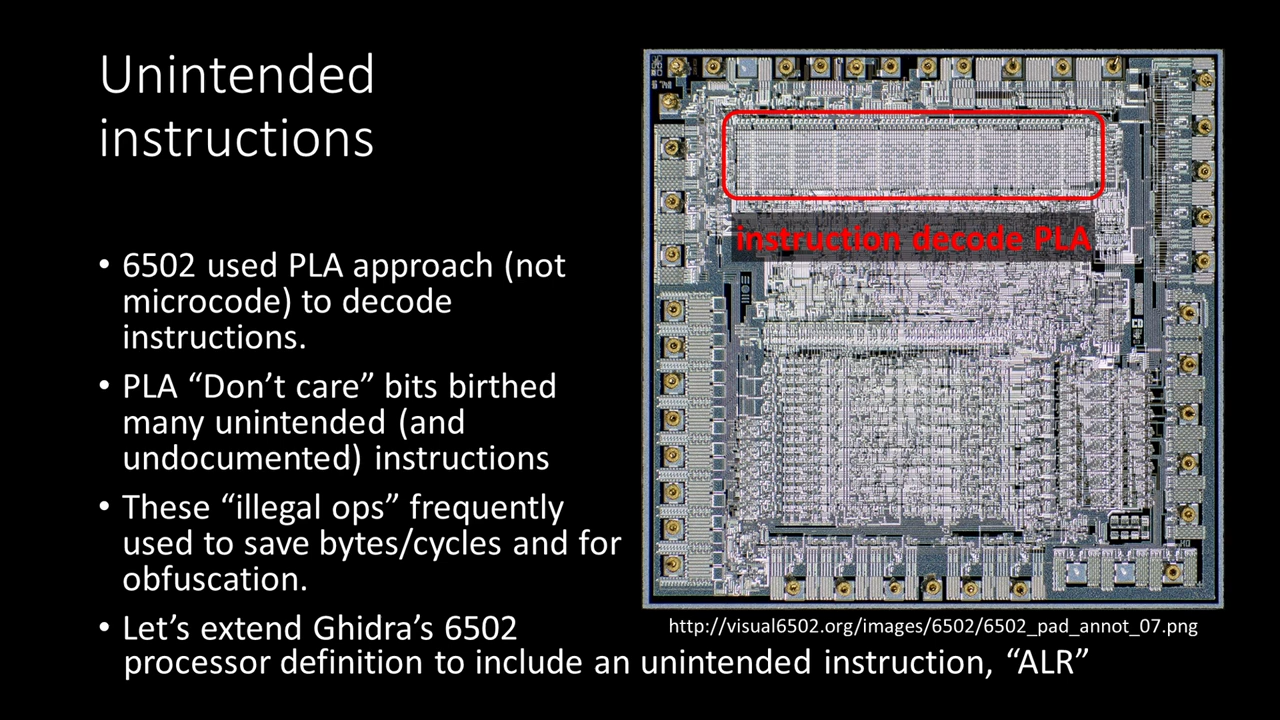 Unintended
instructions
• 6502 used PLA approach (not
microcode) to decode
instructions.
• PLA “Don’t care” bits birthed
many unintended (and
undocumented) instructions
• These “illegal ops” frequently
used to save bytes/cycles and for
obfuscation.
• Let’s extend Ghidra’s 6502
processor definition to include an unintended instruction, “ALR”
instruction decode PLA
http://visual6502.org/images/6502/6502_pad_annot_07.png